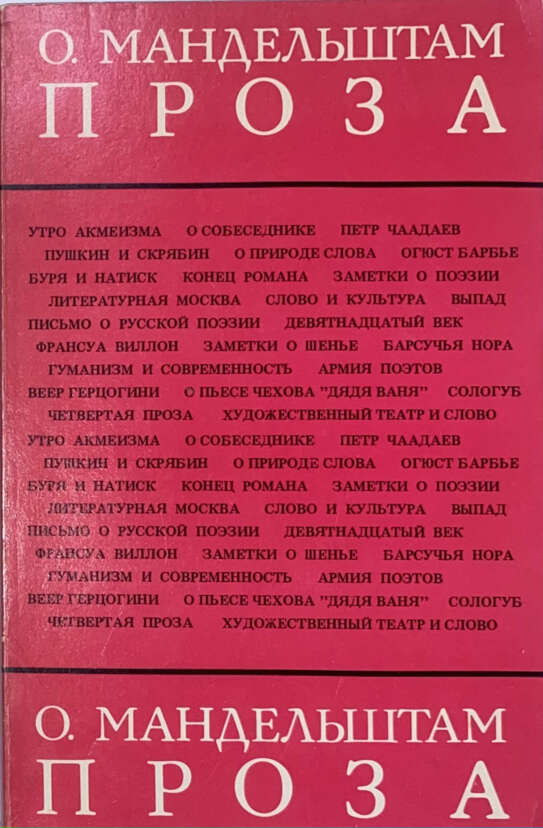 О. МАНДЕЛЬШТАМ
ПРОЗА
УТРО АКМЕИЗМА О СОБЕСЕДНИКЕ ПЕТР ЧААДАЕВ
ПУШКИН И СКРЯБИН О ПРИРОДЕ СЛОВА ОГЮСТ БАРБЬЕ
БУРЯ И НАТИСК КОНЕЦ РОМАНА ЗАМЕТКИ О ПОЭЗИИ
ЛИТЕРАТУРНАЯ МОСКВА СЛОВО И КУЛЬТУРА ВЫПАД
ПИСЬМО О РУССКОЙ ПОЭЗИИ ДЕВЯТНАДЦАТЫЙ ВЕК
ФРАНСУА ВИЛЛОН ЗАМЕТКИ О ШЕНЬЕ БАРСУЧЬЯ НОРА
ГУМАНИЗМ И СОВРЕМЕННОСТЬ АРМИЯ ПОЭТОВ
ВЕЕР ГЕРЦОГИНИ О ПЬЕСЕ ЧЕХОВА "ДЯДЯ ВАНЯ" СОЛОГУБ
ЧЕТВЕРТАЯ ПРОЗА ХУДОЖЕСТВЕННЫЙ ТЕАТР И СЛОВО
УТРО АКМЕИЗМА О СОБЕСЕДНИКЕ ПЕТР ЧААДАЕВ
ПУШКИН И СКРЯБИН О ПРИРОДЕ СЛОВА ОГЮСТ БАРБЬЕ
БУРЯ И НАТИСК КОНЕЦ РОМАНА ЗАМЕТКИ О ПОЭЗИИ
ЛИТЕРАТУРНАЯ МОСКВА СЛОВО И КУЛЬТУРА ВЫПАД
ПИСЬМО О РУССКОЙ ПОЭЗИИ ДЕВЯТНАДЦАТЫЙ ВЕК
ФРАНСУА ВИЛЛОН ЗАМЕТКИ О ШЕНЬЕ БАРСУЧЬЯ НОРА
ГУМАНИЗМ И СОВРЕМЕННОСТЬ АРМИЯ ПОЭТОВ
ВЕЕР ГЕРЦОГИНИ О ПЬЕСЕ ЧЕХОВА "ДЯДЯ ВАНЯ" СОЛОГУБ
ЧЕТВЕРТАЯ ПРОЗА ХУДОЖЕСТВЕННЫЙ ТЕАТР И СЛОВО
О. МАНДЕЛЬШТАМ
ПРОЗА